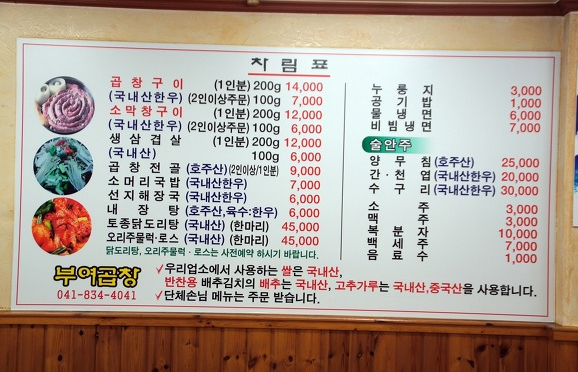 차림표
곱창구이 (1인분) 200g 14,000
(국내산한우) (2인이상주문) 100g 7,000
소막창구이 (1인분) 200g 12,000
(국내산한우) (2인이상주문) 100g 6,000
생삼겹살 (1인분) 200g 12,000
(국내산) 100g 6,000
곱창전골 (호주산) (2인이상/1인분) 9,000
소머리국밥 (국내산한우) 7,000
선지해장국 (국내산한우) 6,000
내장탕 (호주산,육수:한우) 6,000
토종닭도리탕 (국내산) (한마리) 45,000
오리주물럭·로스 (국내산) (한마리) 45,000
닭도리탕, 오리주물럭·로스는 사전예약 하시기 바랍니다.
누룽지 3,000
공기밥 1,000
물냉면 6,000
비빔냉면 7,000
술안주
양무침 (호주산) 25,000
간·천엽 (국내산한우) 20,000
수구리 (국내산한우) 30,000
소주 3,000
맥주 3,000
복분자 10,000
백세주 7,000
음료수 1,000
부여곱창
041-834-4041
✓우리업소에서 사용하는 쌀은 국내산,
반찬용 배추김치의 배추는 국내산, 고추가루는 국내산,중국산을 사용합니다.
✓단체손님 메뉴는 주문 받습니다.